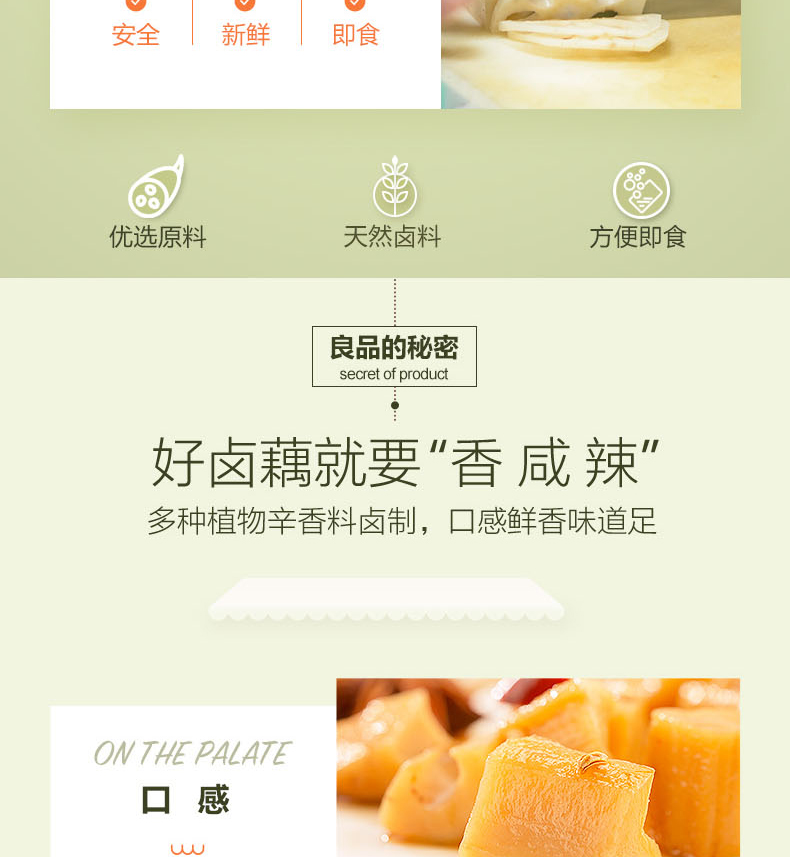 安全 新鲜 即食
优选原料 天然卤料 方便即食
良品的秘密
secret of product
好卤藕就要“香 咸 辣”
多种植物辛香料卤制，口感鲜香味道足
ON THE PALATE
口 感